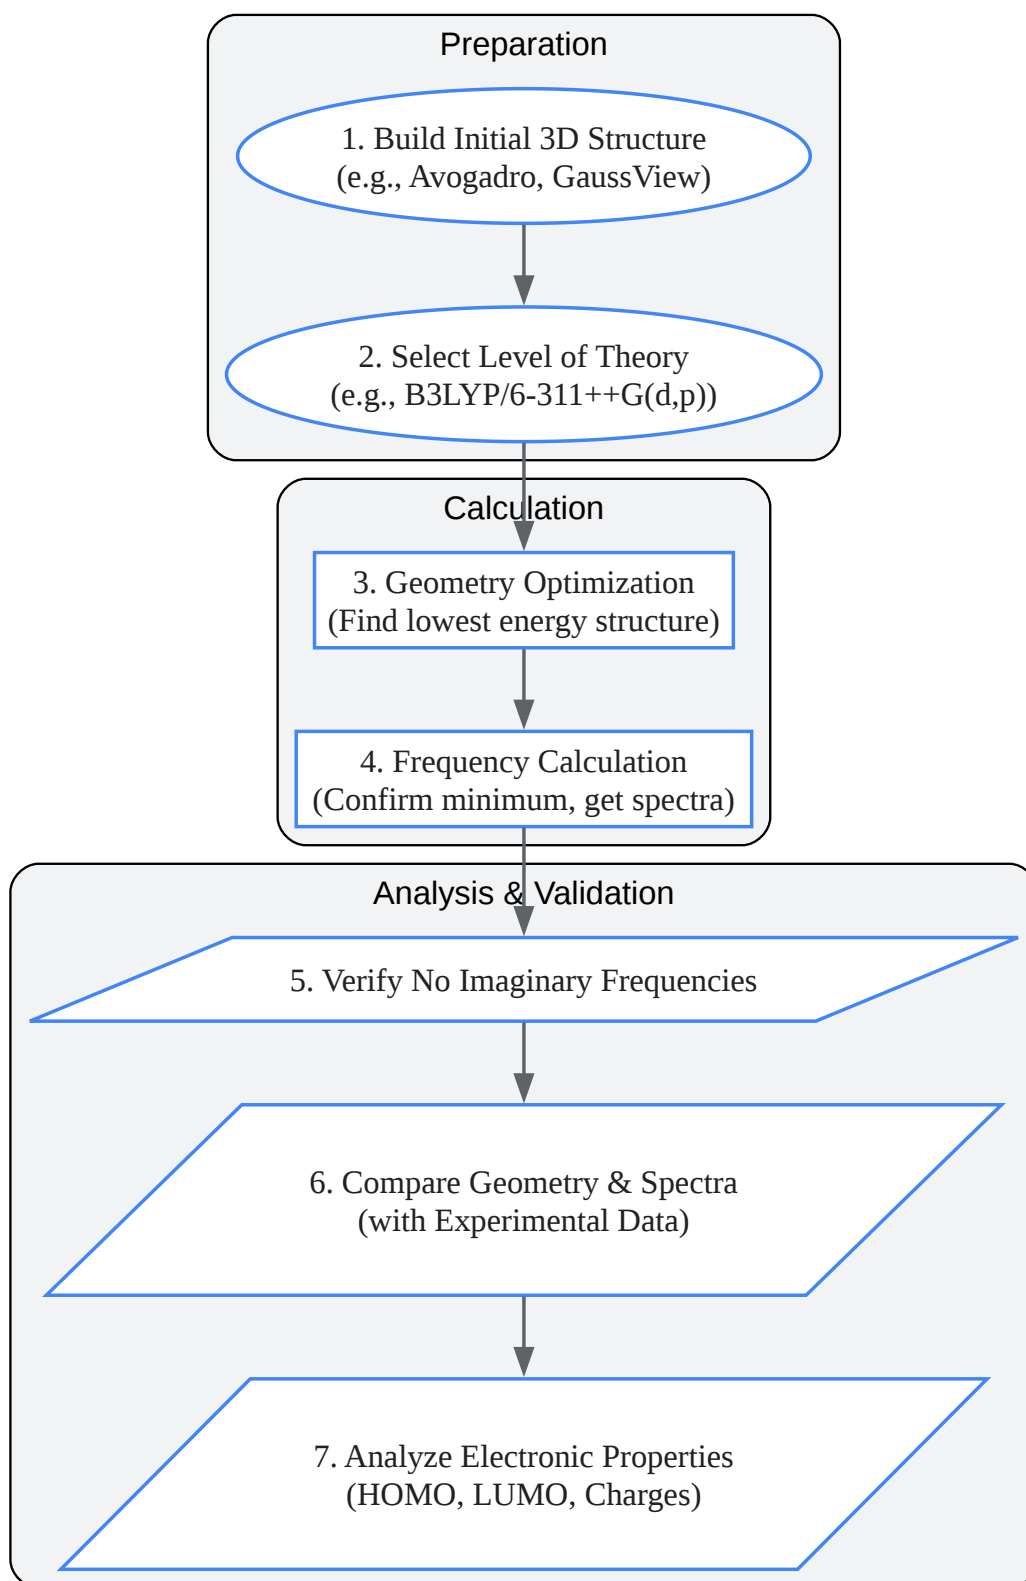 Preparation
1. Build Initial 3D Structure
(e.g., Avogadro, GaussView)
2. Select Level of Theory
(e.g., B3LYP/6-311++G(d,p))
Calculation
3. Geometry Optimization
(Find lowest energy structure)
4. Frequency Calculation
(Confirm minimum, get spectra)
Analysis & Validation
5. Verify No Imaginary Frequencies
6. Compare Geometry & Spectra
(with Experimental Data)
7. Analyze Electronic Properties
(HOMO, LUMO, Charges)